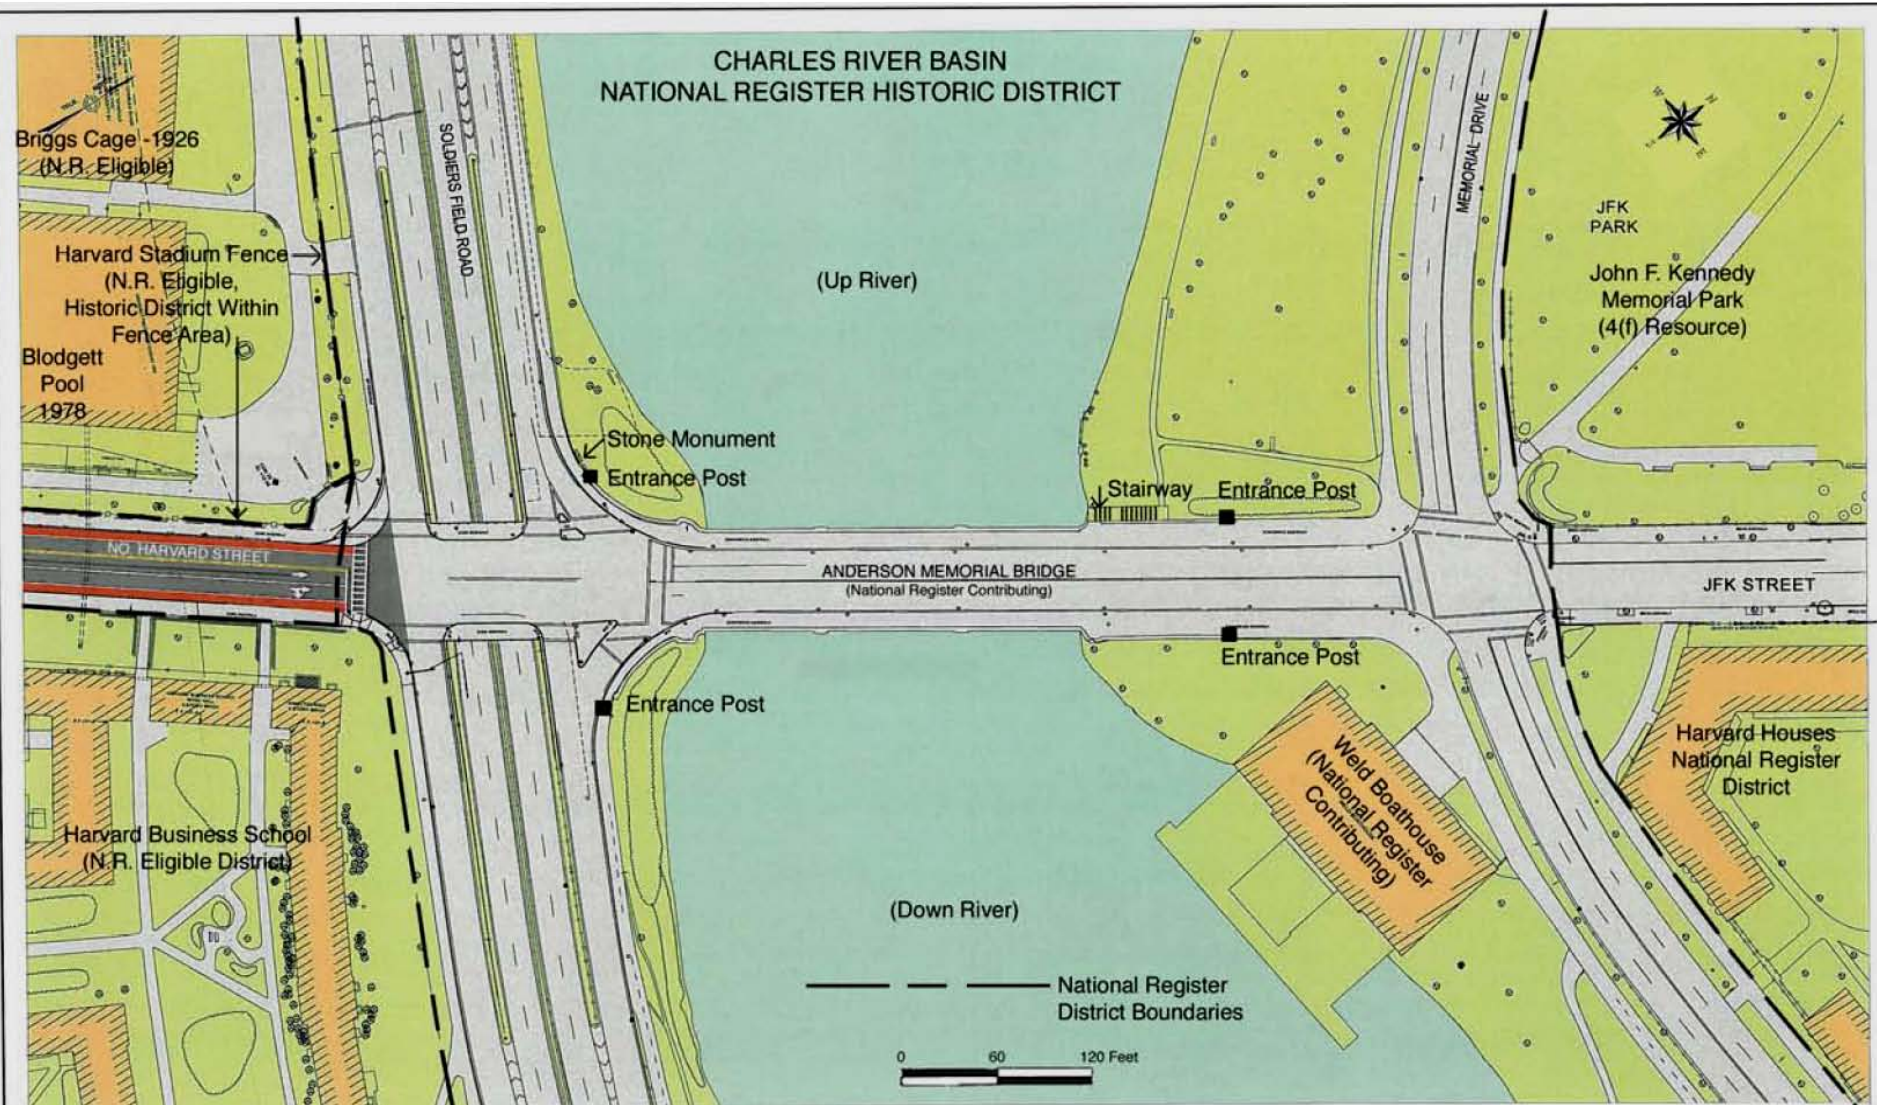 CHARLES RIVER BASIN
NATIONAL REGISTER HISTORIC DISTRICT
Briggs Cage -1926
(N.R. Eligible)
SOLDIERS FIELD ROAD
MEMORIAL DRIVE
W
N
JFK
PARK
Harvard Stadium Fence
(N.R. Eligible,
Historic District Within
Fence Area)
(Up River)
John F. Kennedy
Memorial Park
(4(f) Resource)
Blodgett
Pool
1978
Stone Monument
Entrance Post
Stairway
Entrance Post
NO. HARVARD STREET
ANDERSON MEMORIAL BRIDGE
(National Register Contributing)
JFK STREET
Entrance Post
Entrance Post
Weld Boathouse
(National Register
Contributing)
Harvard Houses
National Register
District
Harvard Business School
(N.R. Eligible District)
(Down River)
National Register
District Boundaries
0 60 120 Feet